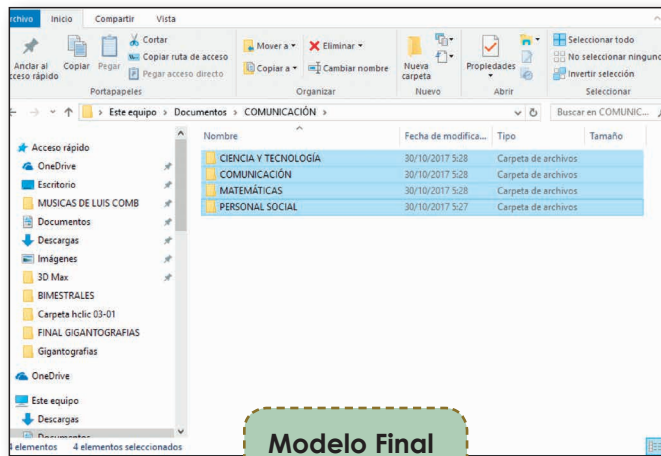 rchivo Inicio Compartir Vista
Anclar al
cceso rápido
Copiar
Pegar
Cortar
Copiar ruta de acceso
Pegar acceso directo
Portapapeles
Mover a
Copiar a
Eliminar
Cambiar nombre
Organizar
Nueva
carpeta
Nuevo
Propiedades
Abrir
Seleccionar todo
No seleccionar ninguno
Invertir selección
Seleccionar
Este equipo > Documentos > COMUNICACIÓN >
Buscar en COMUNIC...
Nombre Fecha de modifica... Tipo Tamaño
CIENCIA Y TECNOLOGÍA 30/10/2017 5:28 Carpeta de archivos
COMUNICACIÓN 30/10/2017 5:28 Carpeta de archivos
MATEMÁTICAS 30/10/2017 5:28 Carpeta de archivos
PERSONAL SOCIAL 30/10/2017 5:27 Carpeta de archivos
Acceso rápido
OneDrive
Escritorio
MUSICAS DE LUIS COMB
Documentos
Descargas
Imágenes
3D Max
BIMESTRALES
Carpeta hclic 03-01
FINAL GIGANTOGRAFIAS
Gigantografias
OneDrive
Este equipo
Descargas
Documentos
4 elementos 4 elementos seleccionados
Modelo Final